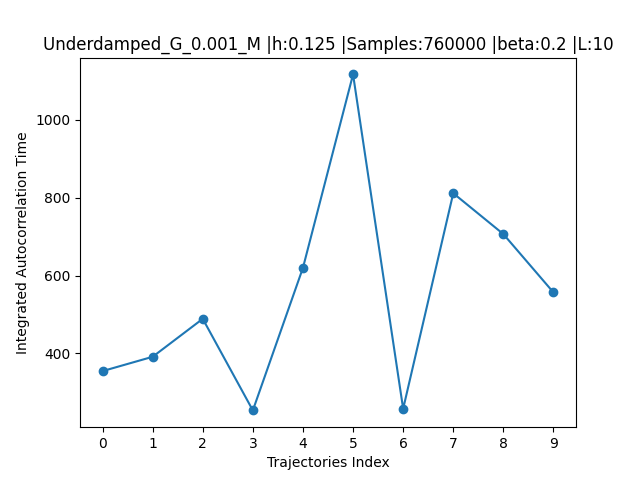 Underdamped_G_0.001_M |h:0.125 |Samples:760000 |beta:0.2 |L:10
Integrated Autocorrelation Time
1000
800
600
400
0 1 2 3 4 5 6 7 8 9
Trajectories Index